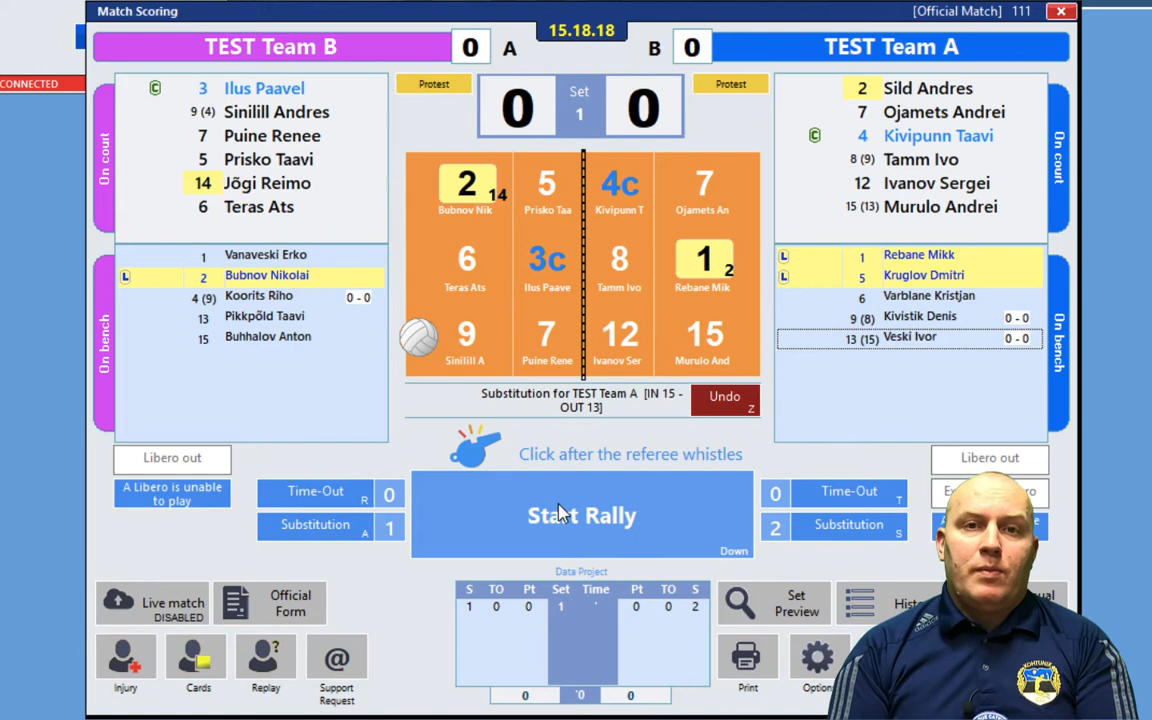 Match Scoring
[Official Match] 111
15.18.18
TEST Team B 0 A B 0 TEST Team A
CONNECTED
Protest
Protest
0 Set 1 0
On court
C 3 Ilus Paavel
9 (4) Sinilill Andres
7 Puine Renee
5 Prisko Taavi
14 Jõgi Reimo
6 Teras Ats
On bench
1 Vanaveski Erko
L 2 Bubnov Nikolai
4 (9) Koorits Riho 0 - 0
13 Pikkpõld Taavi
15 Buhhalov Anton
2 14 5 4c 7
Bubnov Nik Prisko Taa Kivipunn T Ojamets An
6 3c 8 1 2
Teras Ats Ilus Paave Tamm Ivo Rebane Mik
9 7 12 15
Sinilill A Puine Rene Ivanov Ser Murulo And
2 Sild Andres
7 Ojamets Andrei
C 4 Kivipunn Taavi
8 (9) Tamm Ivo
12 Ivanov Sergei
15 (13) Murulo Andrei
On court
L 1 Rebane Mikk
L 5 Kruglov Dmitri
6 Varblane Kristjan
9 (8) Kivistik Denis 0 - 0
13 (15) Veski Ivor 0 - 0
On bench
Substitution for TEST Team A [IN 15 -
OUT 13]
Undo
Z
Click after the referee whistles
Libero out
A Libero is unable
to play
Time-Out R 0
Substitution A 1
Start Rally
Down
0 Time-Out T
2 Substitution S
Libero out
Data Project
S TO Pt Set Time Pt TO S
1 0 0 1 ' 0 0 2
0 '0 0
Live match
DISABLED
Official
Form
Injury
Cards
Replay
@
Support
Request
Set
Preview
Print